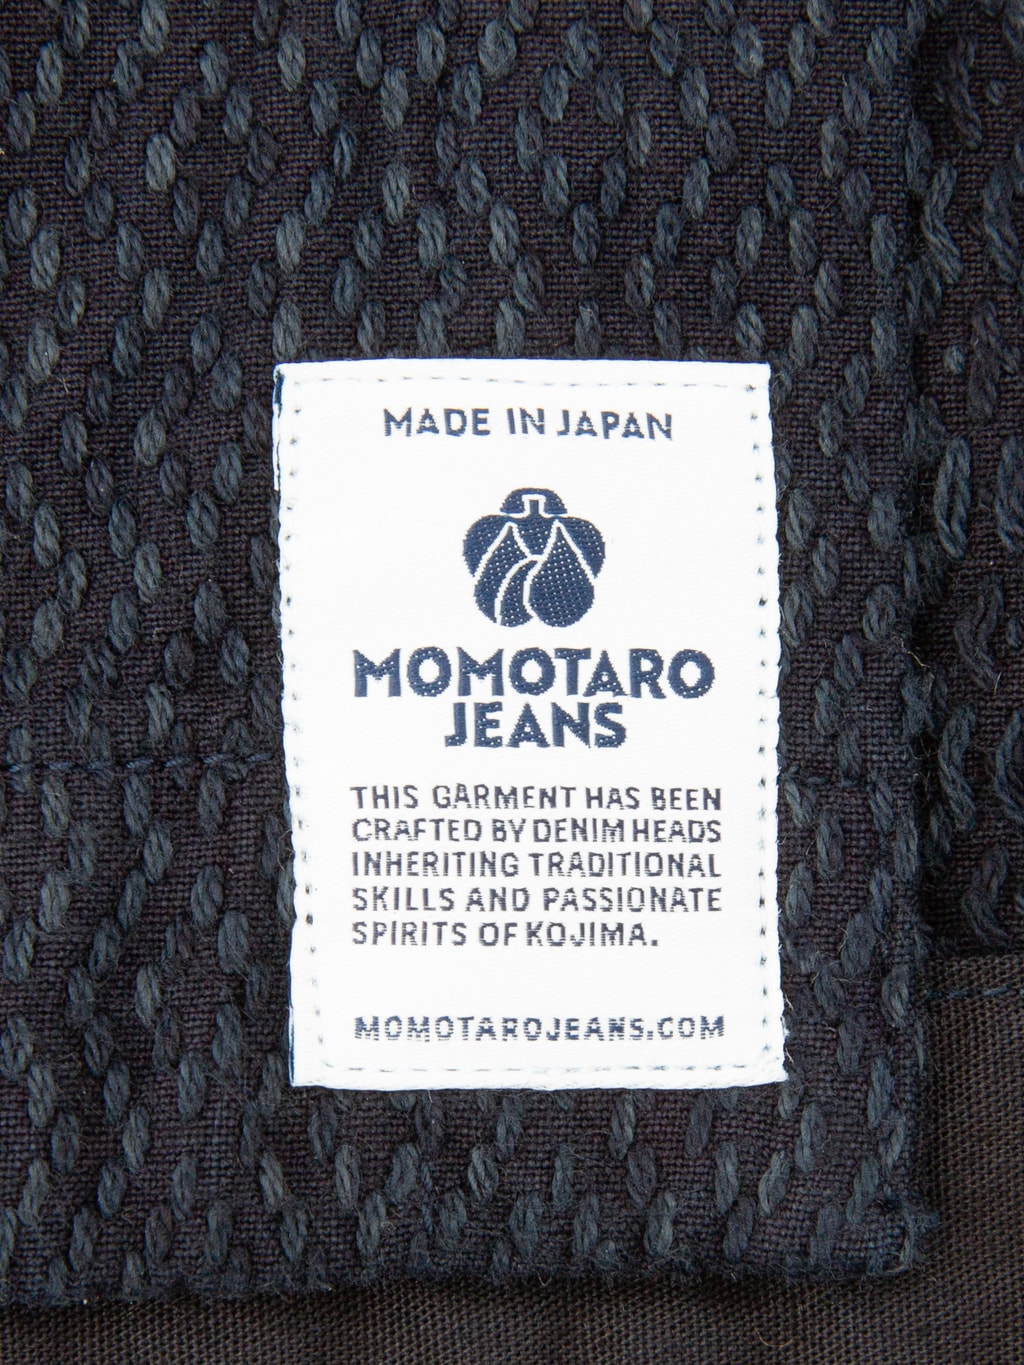 MADE IN JAPAN
MOMOTARO
JEANS
THIS GARMENT HAS BEEN
CRAFTED BY DENIM HEADS
INHERITING TRADITIONAL
SKILLS AND PASSIONATE
SPIRITS OF KOJIMA.
MOMOTAROJEANS.COM